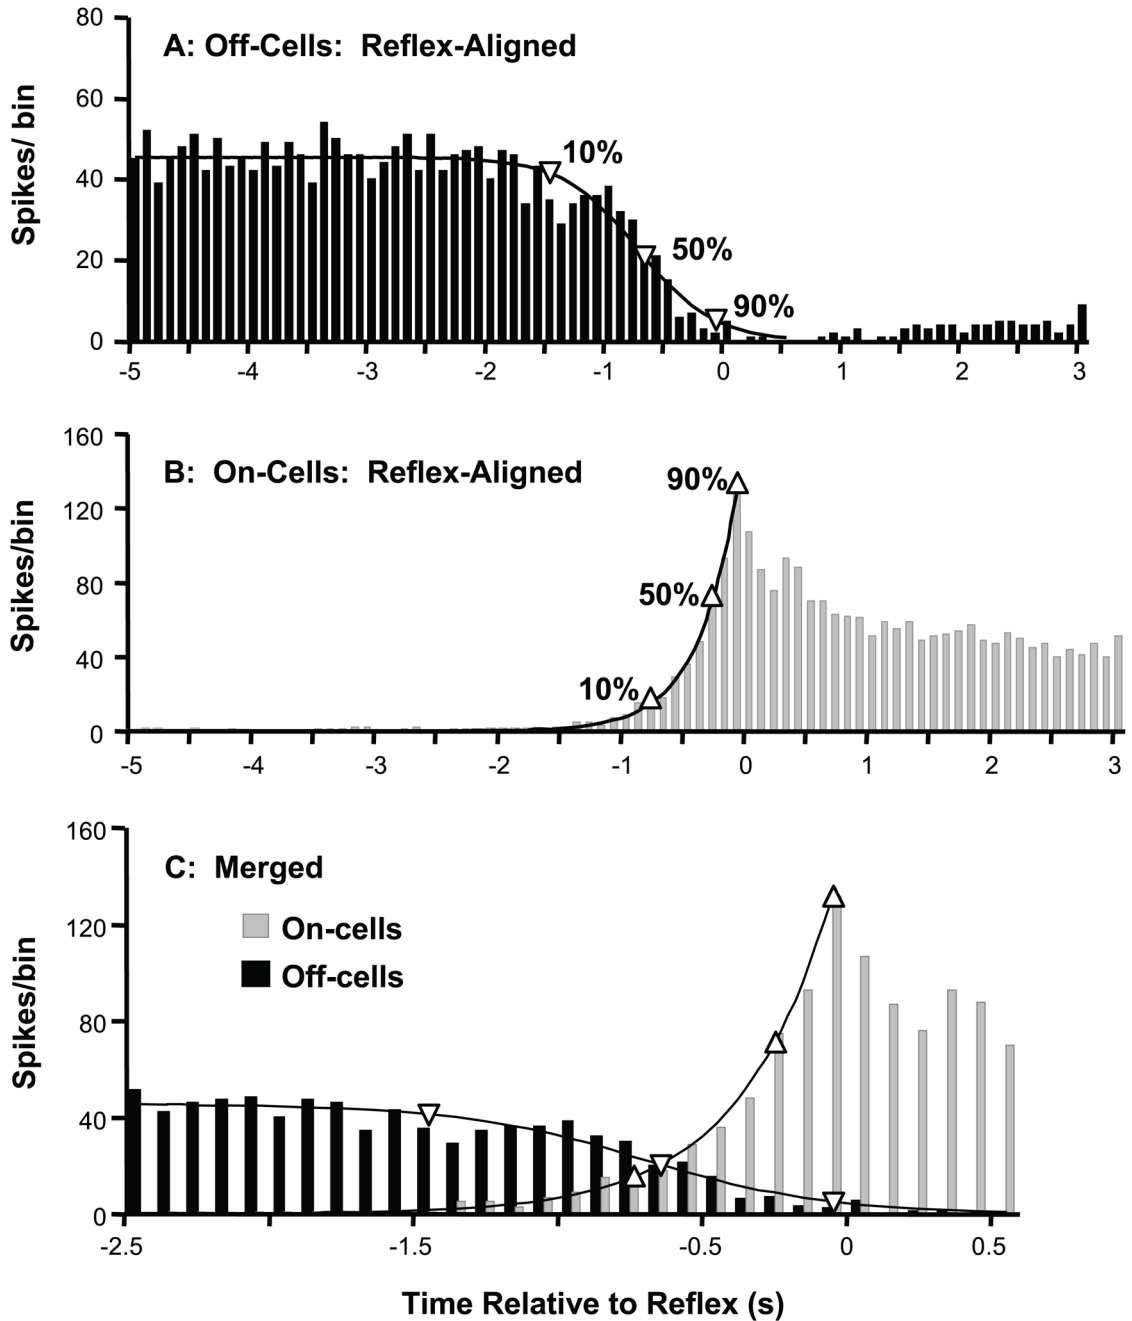 A: Off-Cells: Reflex-Aligned
Spikes/ bin
80
60
40
20
0
10%
50%
90%
-5 -4 -3 -2 -1 0 1 2 3
B: On-Cells: Reflex-Aligned
Spikes/bin
160
120
80
40
0
90%
50%
10%
-5 -4 -3 -2 -1 0 1 2 3
C: Merged
On-cells
Off-cells
Spikes/bin
160
120
80
40
0
-2.5 -1.5 -0.5 0 0.5
Time Relative to Reflex (s)